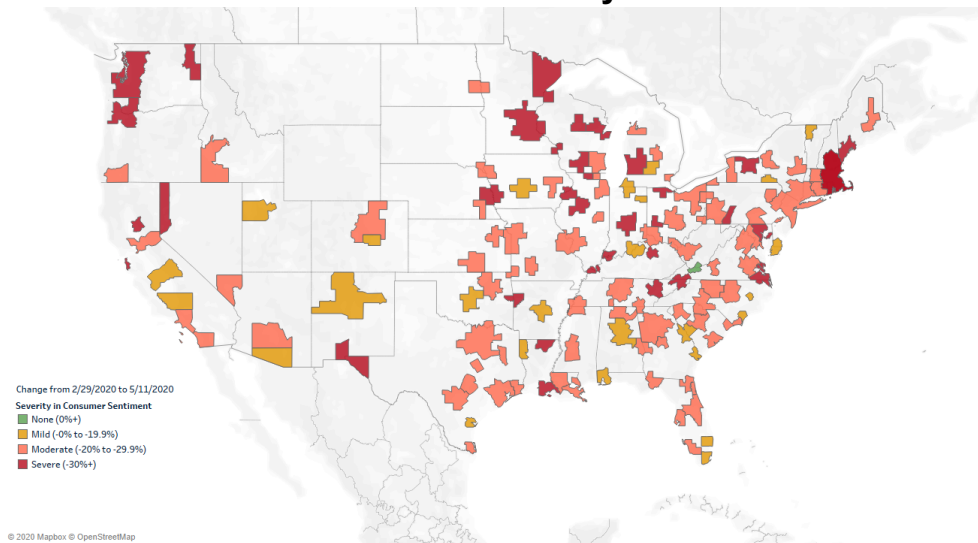 Change from 2/29/2020 to 5/11/2020
Severity in Consumer Sentiment
None (0%+)
Mild (-0% to -19.9%)
Moderate (-20% to -29.9%)
Severe (-30%+)
© 2020 Mapbox © OpenStreetMap